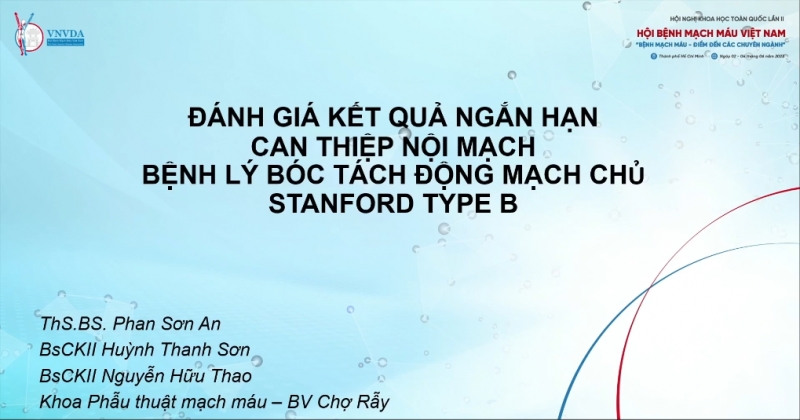 VNVDA
HỘI NGHỊ KHOA HỌC TOÀN QUỐC LẦN II
HỘI BỆNH MẠCH MÁU VIỆT NAM
"BỆNH MẠCH MÁU - ĐIỂM ĐẾN CÁC CHUYÊN NGÀNH"
Thành phố Hồ Chí Minh
ĐÁNH GIÁ KẾT QUẢ NGẮN HẠN
CAN THIỆP NỘI MẠCH
BỆNH LÝ BÓC TÁCH ĐỘNG MẠCH CHỦ
STANFORD TYPE B
ThS.BS. Phan Sơn An
BsCKII Huỳnh Thanh Sơn
BsCKII Nguyễn Hữu Thao
Khoa Phẫu thuật mạch máu – BV Chợ Rẫy